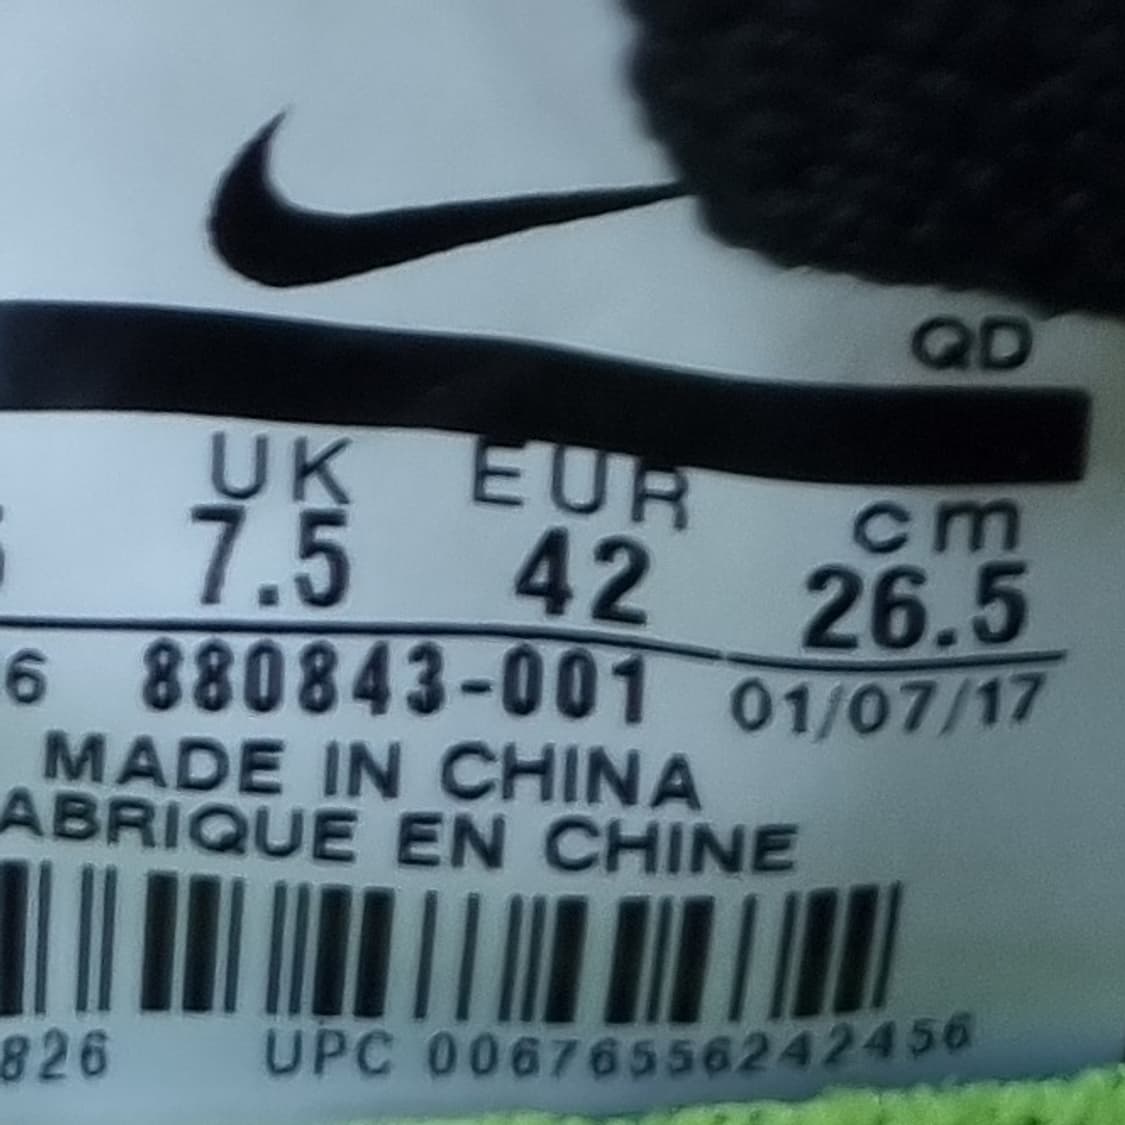 QD
UK EUR cm
7.5 42 26.5
6 880843-001 01/07/17
MADE IN CHINA
ABRIQUE EN CHINE
826 UPC 00676556242456